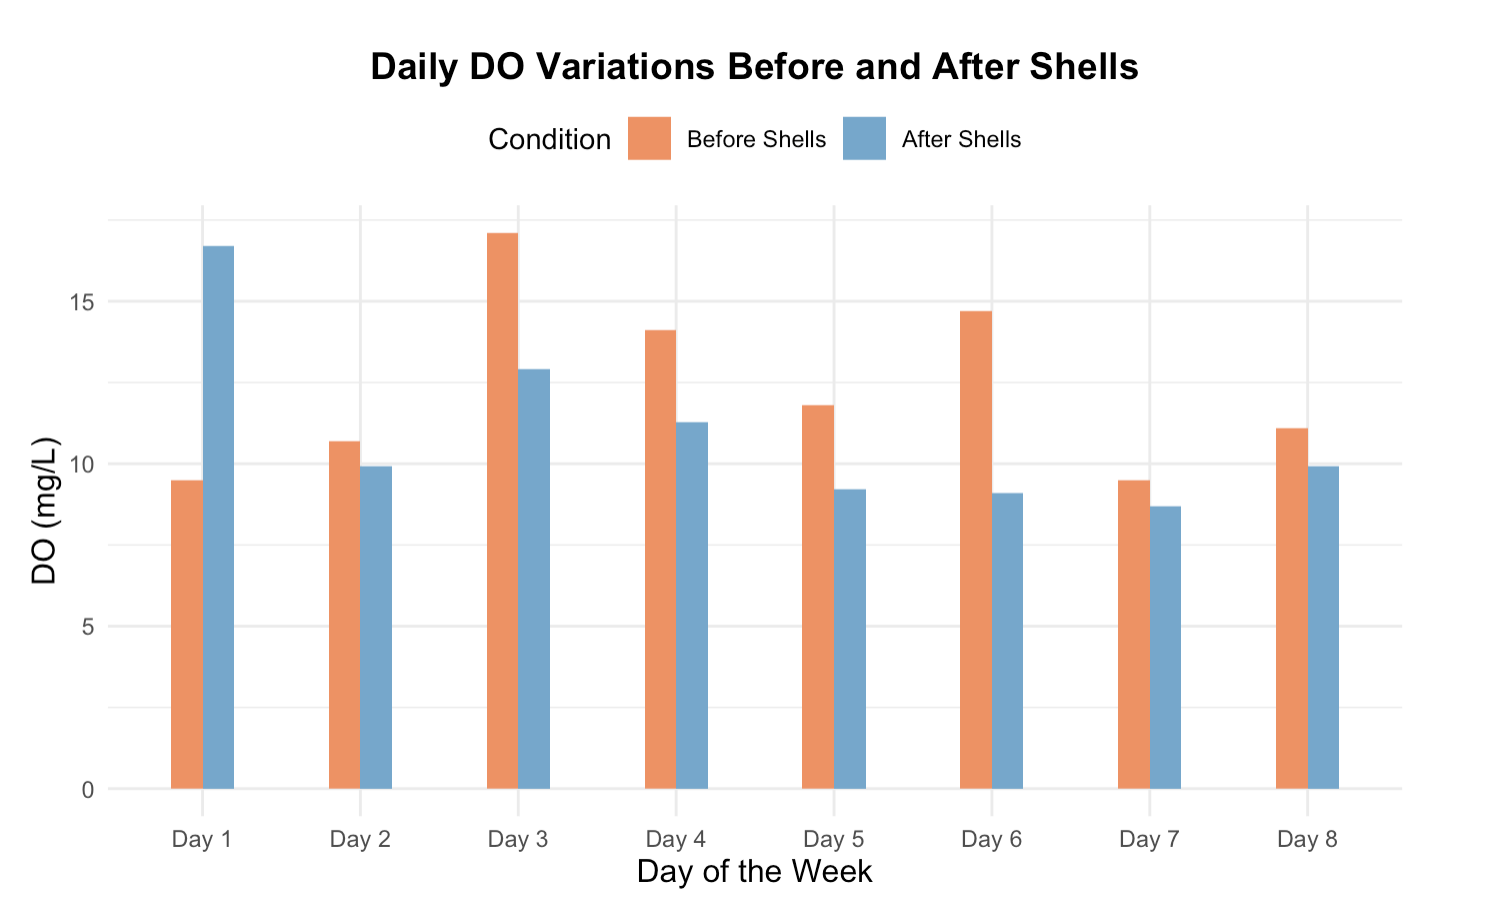 Daily DO Variations Before and After Shells
Condition Before Shells After Shells
15
10
5
0
DO (mg/L)
Day 1 Day 2 Day 3 Day 4 Day 5 Day 6 Day 7 Day 8
Day of the Week